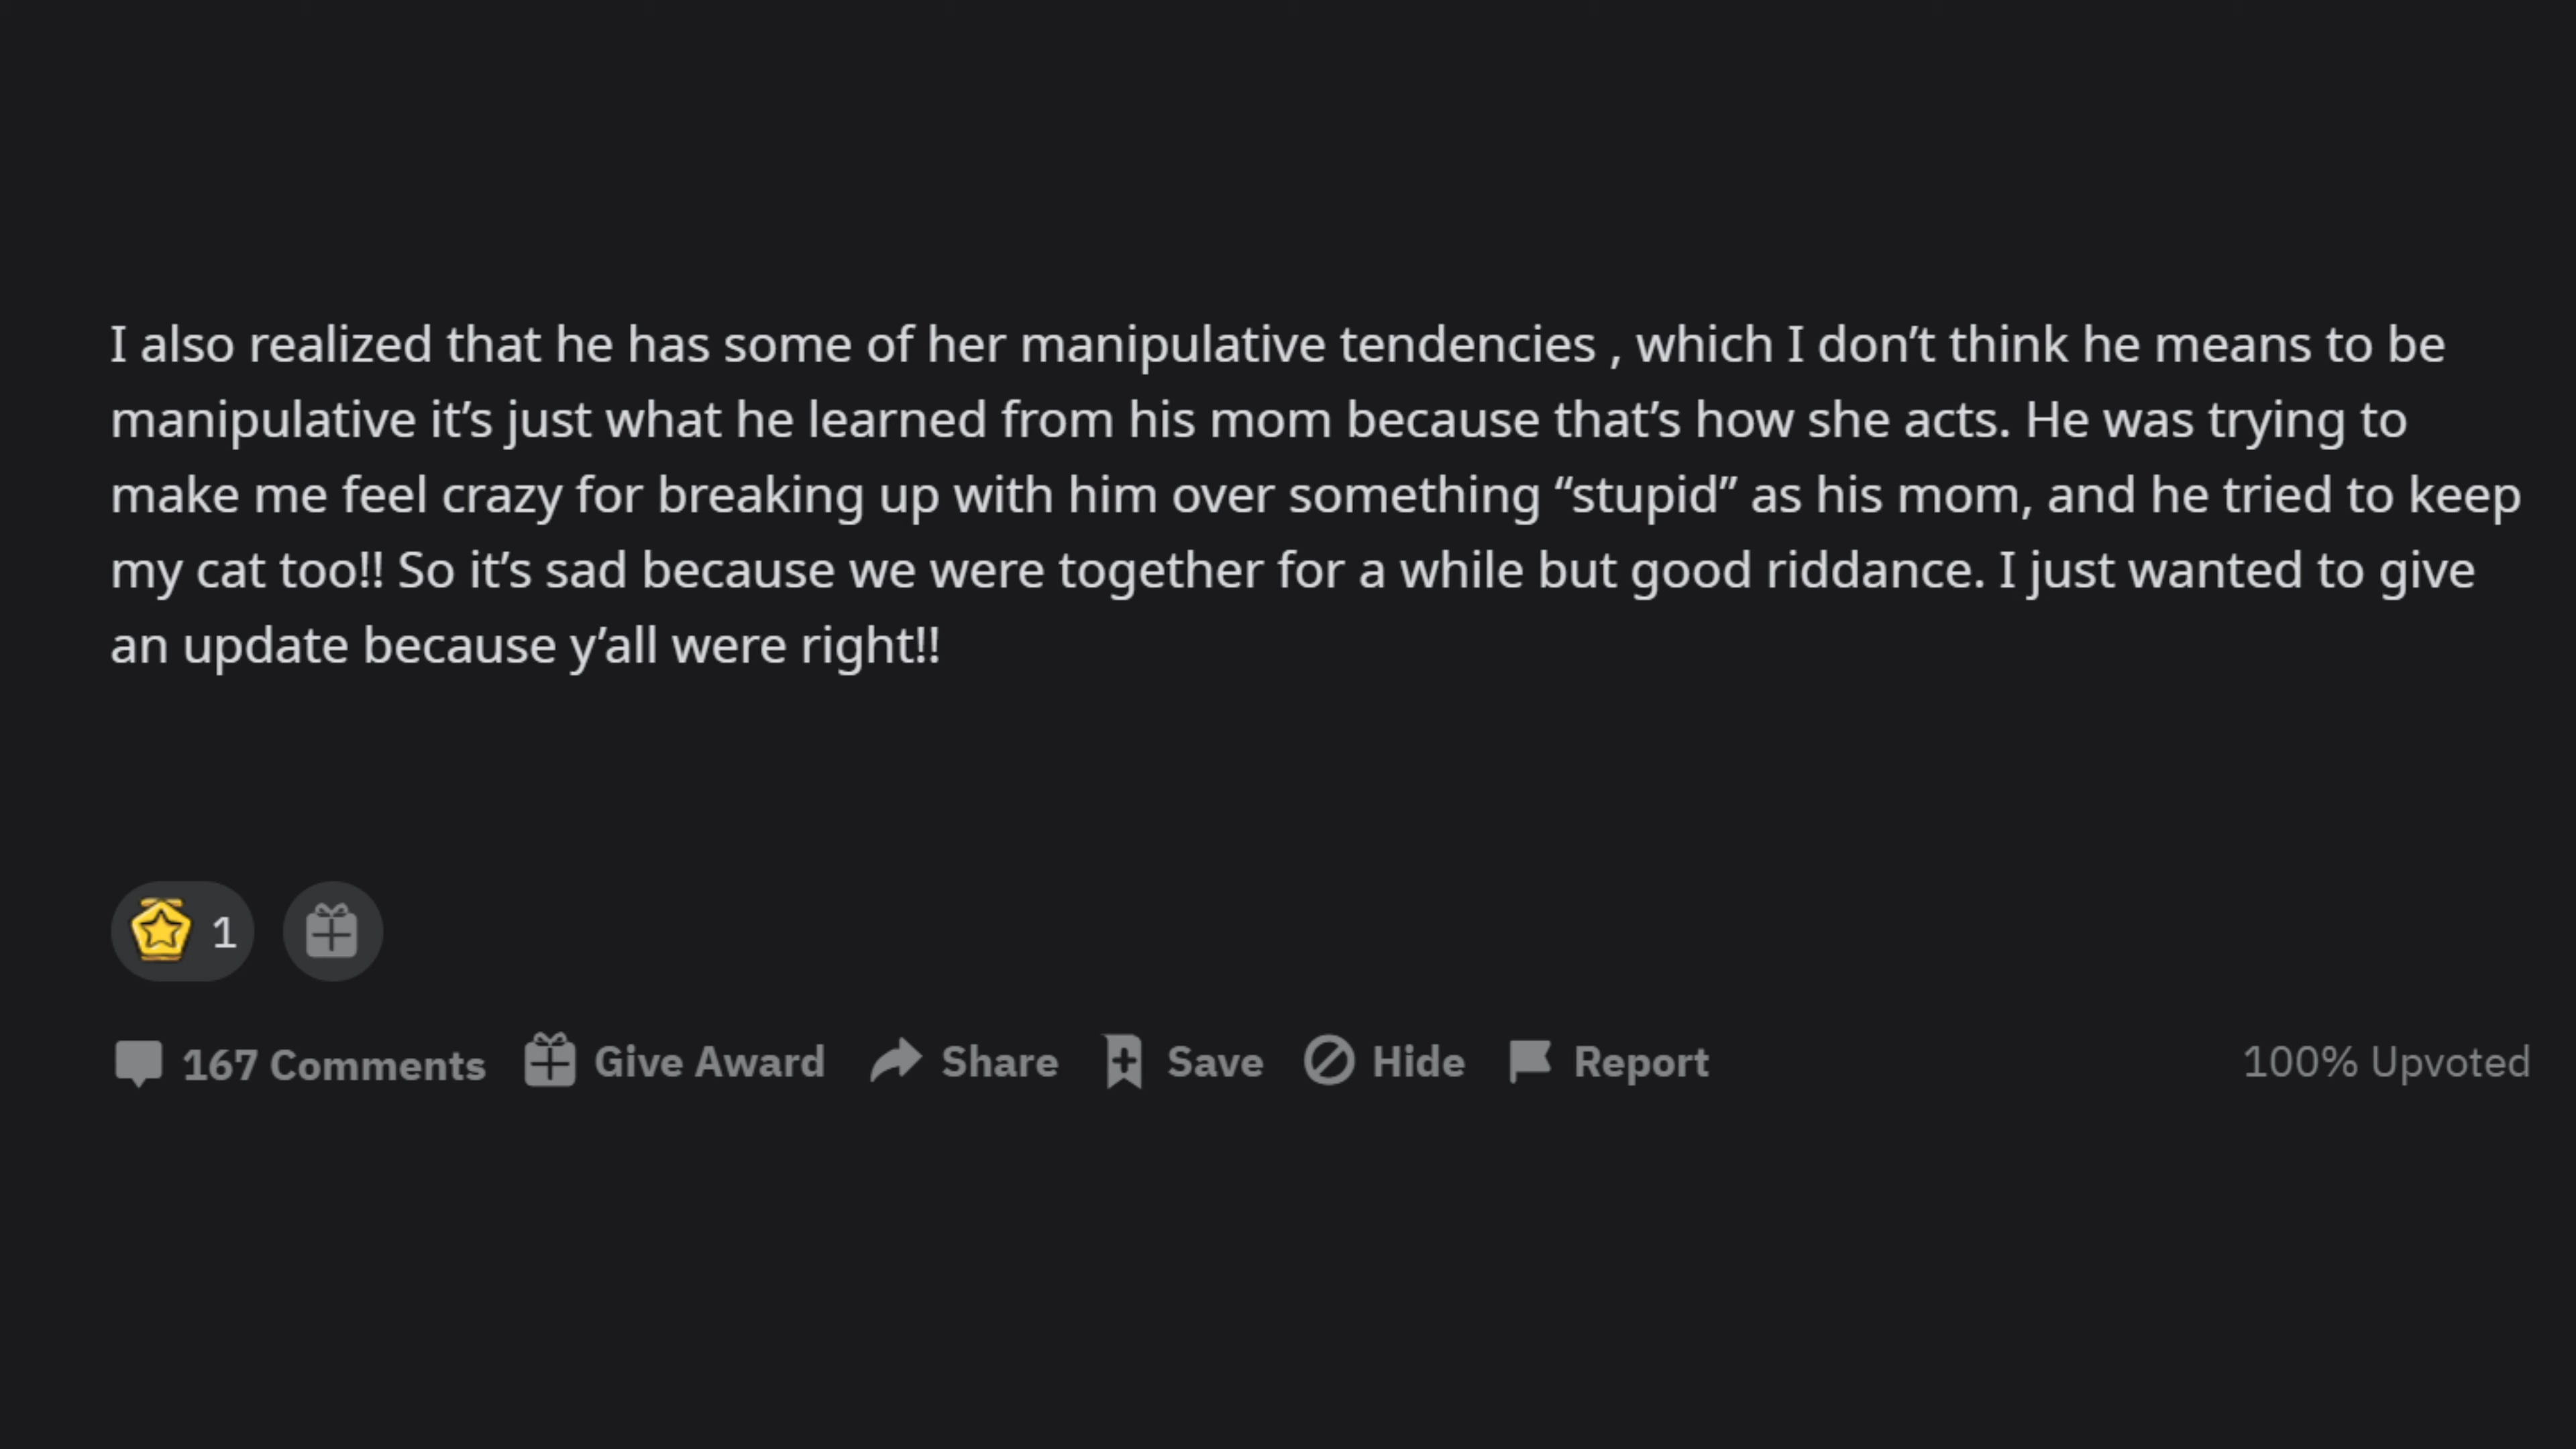 I also realized that he has some of her manipulative tendencies , which I don’t think he means to be
manipulative it’s just what he learned from his mom because that’s how she acts. He was trying to
make me feel crazy for breaking up with him over something “stupid” as his mom, and he tried to keep
my cat too!! So it’s sad because we were together for a while but good riddance. I just wanted to give
an update because y’all were right!!
1
167 Comments Give Award Share Save Hide Report 100% Upvoted